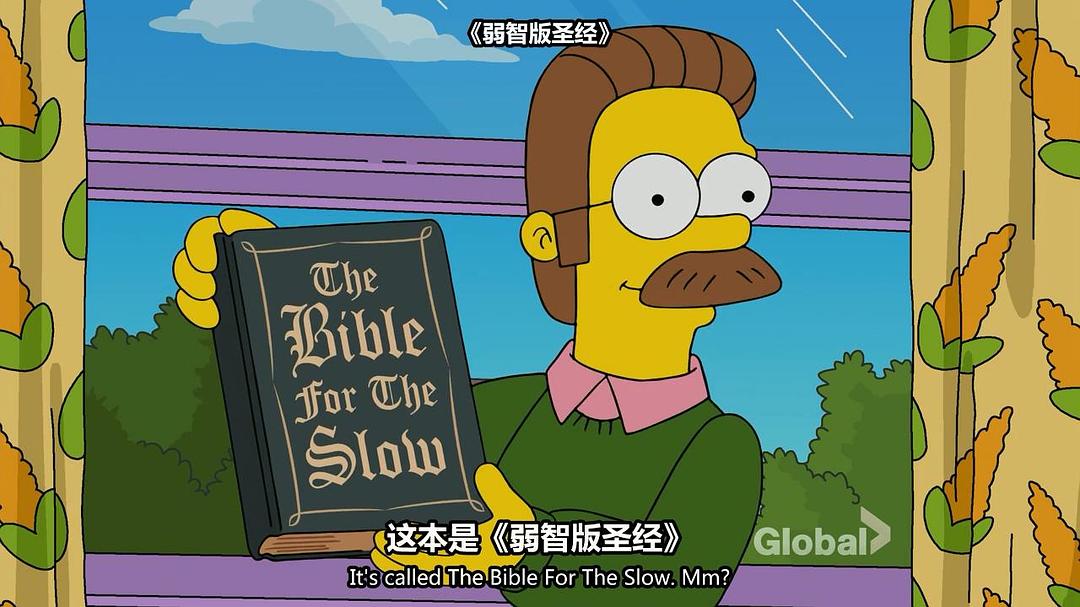 《弱智版圣经》
The
Bible
For The
Slow
这本是《弱智版圣经》
Global
It's called The Bible For The Slow. Mm?